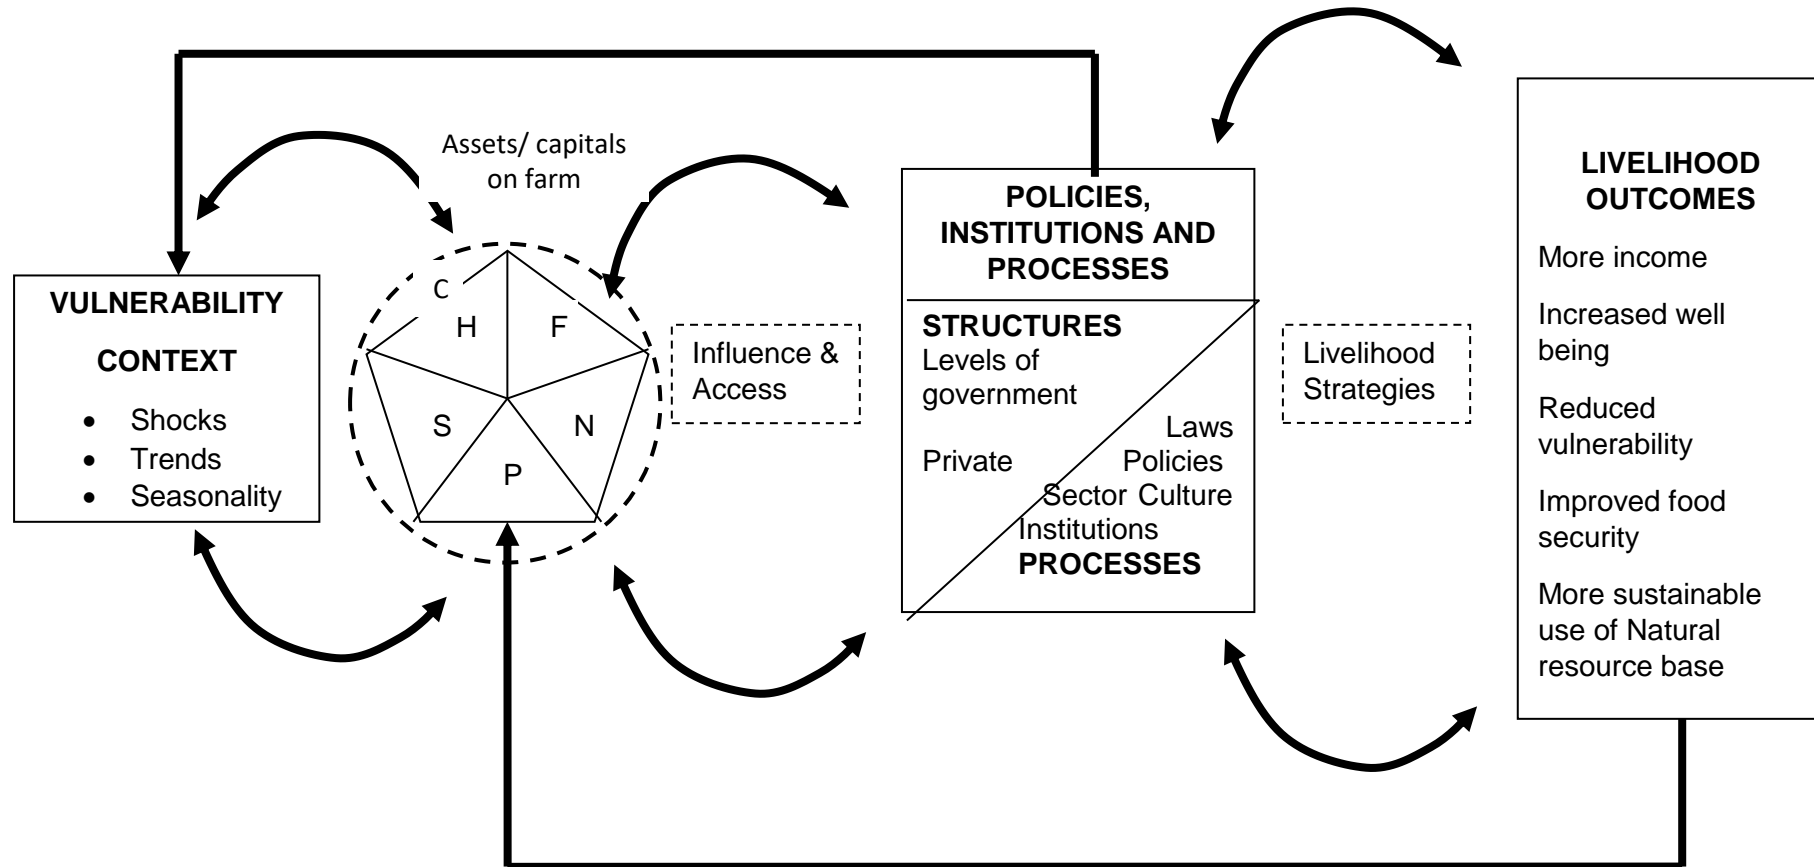 Assets/ capitals
on farm
VULNERABILITY
CONTEXT
• Shocks
• Trends
• Seasonality
C
H
F
S
N
P
Influence &
Access
POLICIES,
INSTITUTIONS AND
PROCESSES
STRUCTURES
Levels of
government
Laws
Private Policies
Sector Culture
Institutions
PROCESSES
Livelihood
Strategies
LIVELIHOOD
OUTCOMES
More income
Increased well
being
Reduced
vulnerability
Improved food
security
More sustainable
use of Natural
resource base